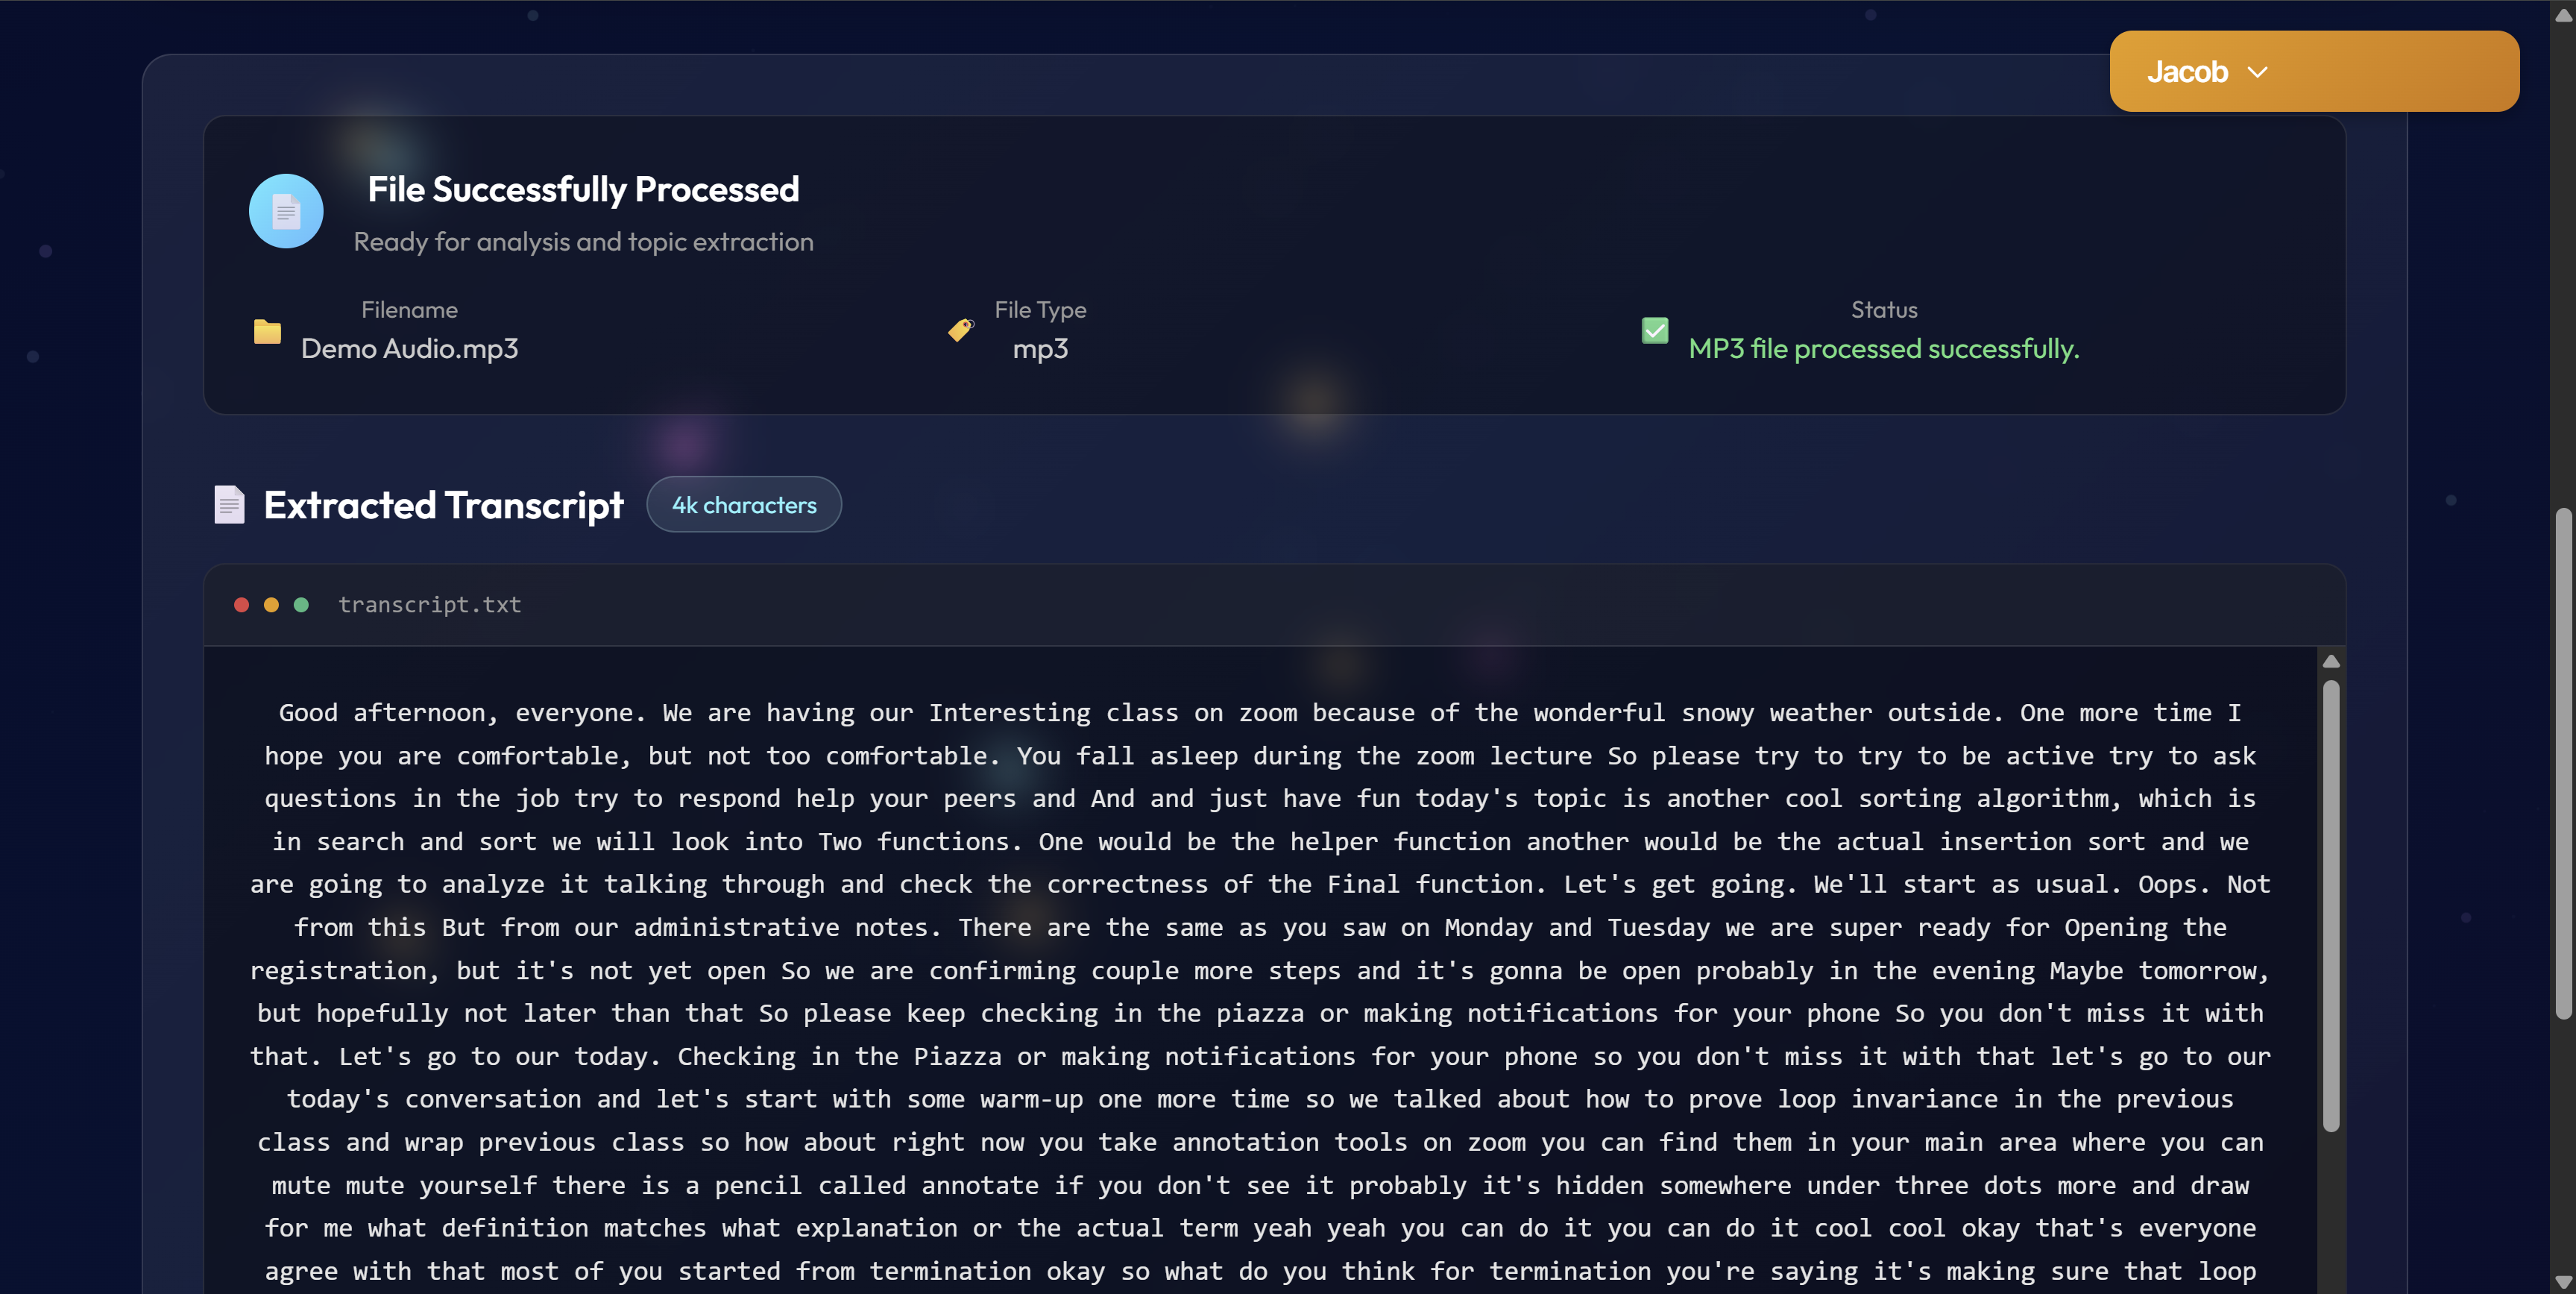 Jacob
File Successfully Processed
Ready for analysis and topic extraction
Filename
Demo Audio.mp3
File Type
mp3
Status
MP3 file processed successfully.
Extracted Transcript
4k characters
transcript.txt
Good afternoon, everyone. We are having our Interesting class on zoom because of the wonderful snowy weather outside. One more time I
hope you are comfortable, but not too comfortable. You fall asleep during the zoom lecture So please try to try to be active try to ask
questions in the job try to respond help your peers and And and just have fun today's topic is another cool sorting algorithm, which is
in search and sort we will look into Two functions. One would be the helper function another would be the actual insertion sort and we
are going to analyze it talking through and check the correctness of the Final function. Let's get going. We'll start as usual. Oops. Not
from this But from our administrative notes. There are the same as you saw on Monday and Tuesday we are super ready for Opening the
registration, but it's not yet open So we are confirming couple more steps and it's gonna be open probably in the evening Maybe tomorrow,
but hopefully not later than that So please keep checking in the piazza or making notifications for your phone So you don't miss it with
that. Let's go to our today. Checking in the Piazza or making notifications for your phone so you don't miss it with that let's go to our
today's conversation and let's start with some warm-up one more time so we talked about how to prove loop invariance in the previous
class and wrap previous class so how about right now you take annotation tools on zoom you can find them in your main area where you can
mute mute yourself there is a pencil called annotate if you don't see it probably it's hidden somewhere under three dots more and draw
for me what definition matches what explanation or the actual term yeah yeah you can do it you can do it cool cool okay that's everyone
agree with that most of you started from termination okay so what do you think for termination you're saying it's making sure that loop